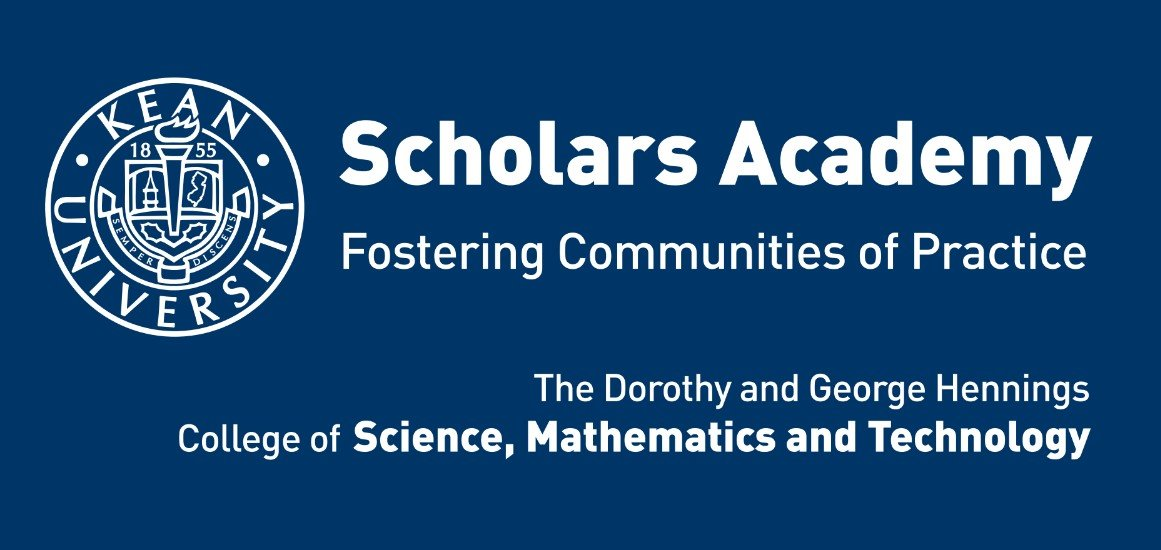 KEAN UNIVERSITY
18 55
SEMPER DISCENS
Scholars Academy
Fostering Communities of Practice
The Dorothy and George Hennings
College of Science, Mathematics and Technology